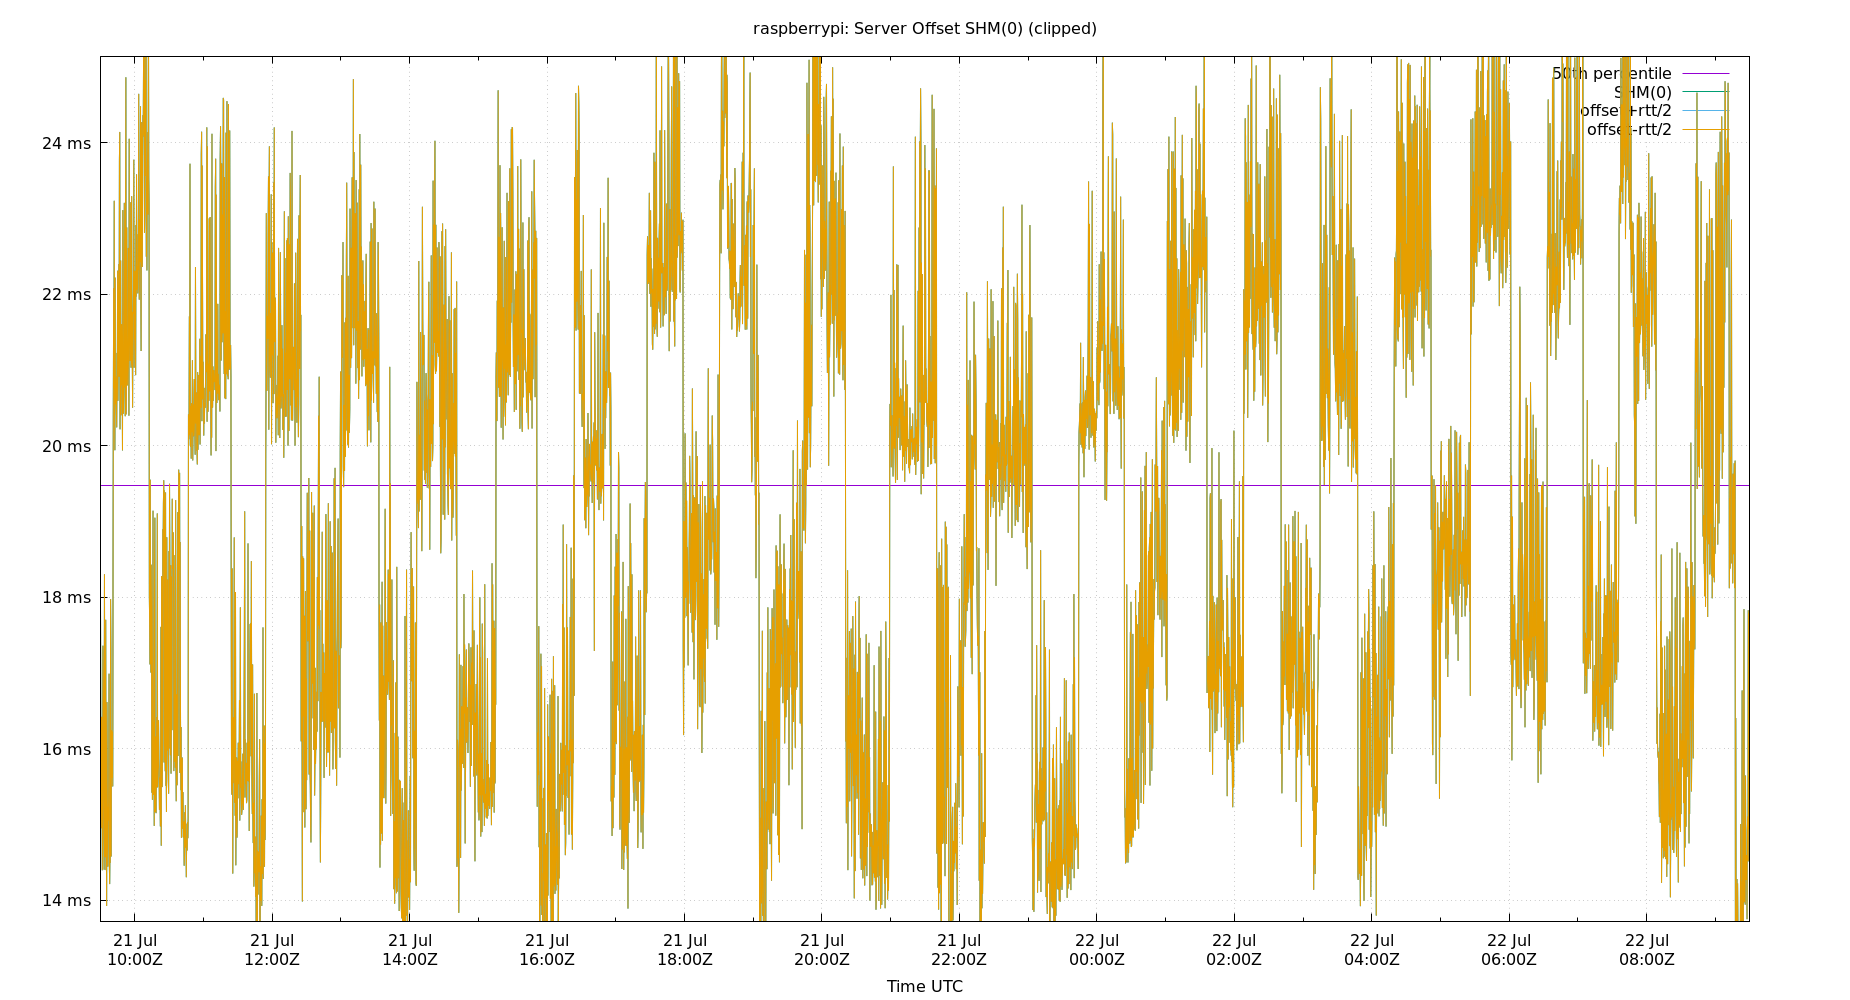 raspberrypi: Server Offset SHM(0) (clipped)
50th percentile
SHM(0)
offset+rtt/2
offset-rtt/2
24 ms
22 ms
20 ms
18 ms
16 ms
14 ms
21 Jul 21 Jul 21 Jul 21 Jul 21 Jul 21 Jul 21 Jul 22 Jul 22 Jul 22 Jul 22 Jul 22 Jul
10:00Z 12:00Z 14:00Z 16:00Z 18:00Z 20:00Z 22:00Z 00:00Z 02:00Z 04:00Z 06:00Z 08:00Z
Time UTC